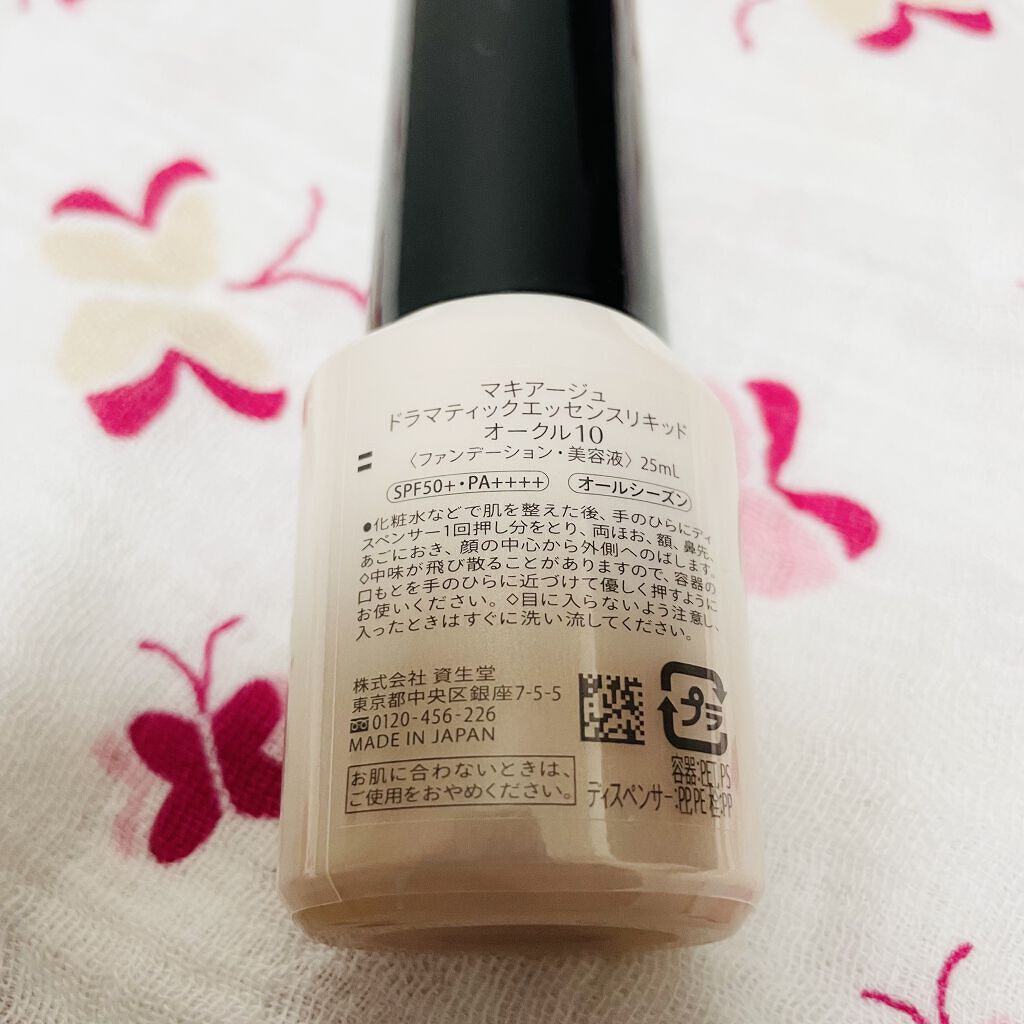 マキアージュ
ドラマティックエッセンスリキッド
オークル10
〈ファンデーション・美容液〉25mL
SPF50+・PA++++ オールシーズン
●化粧水などで肌を整えた後、手のひらにディ
スペンサー1回押し分をとり、両ほお、額、鼻先、
あごにおき、顔の中心から外側へのばします。
◇中味が飛び散ることがありますので、容器の
口もとを手のひらに近づけて優しく押すように
お使いください。◇目に入らないよう注意し、
入ったときはすぐに洗い流してください。
株式会社 資生堂
東京都中央区銀座7-5-5
0120-456-226
MADE IN JAPAN
お肌に合わないときは、
ご使用をおやめください。
プラ
容器:PET,PS
ディスペンサー:PP,PE 栓:PP